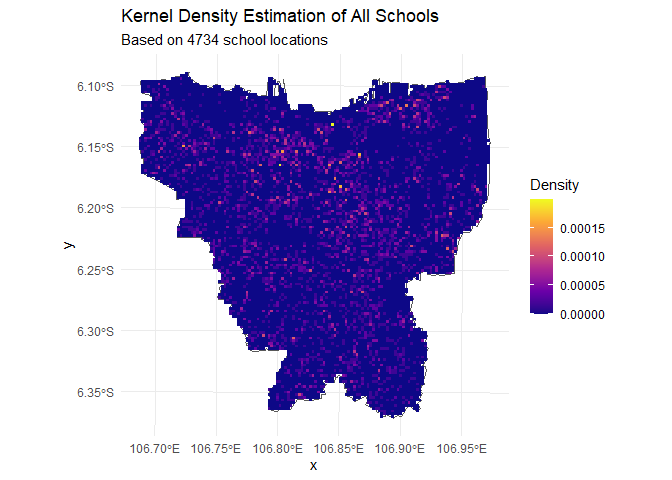 Kernel Density Estimation of All Schools
Based on 4734 school locations
6.10°S
6.15°S
6.20°S
6.25°S
6.30°S
6.35°S
y
106.70°E 106.75°E 106.80°E 106.85°E 106.90°E 106.95°E
x
Density
0.00015
0.00010
0.00005
0.00000